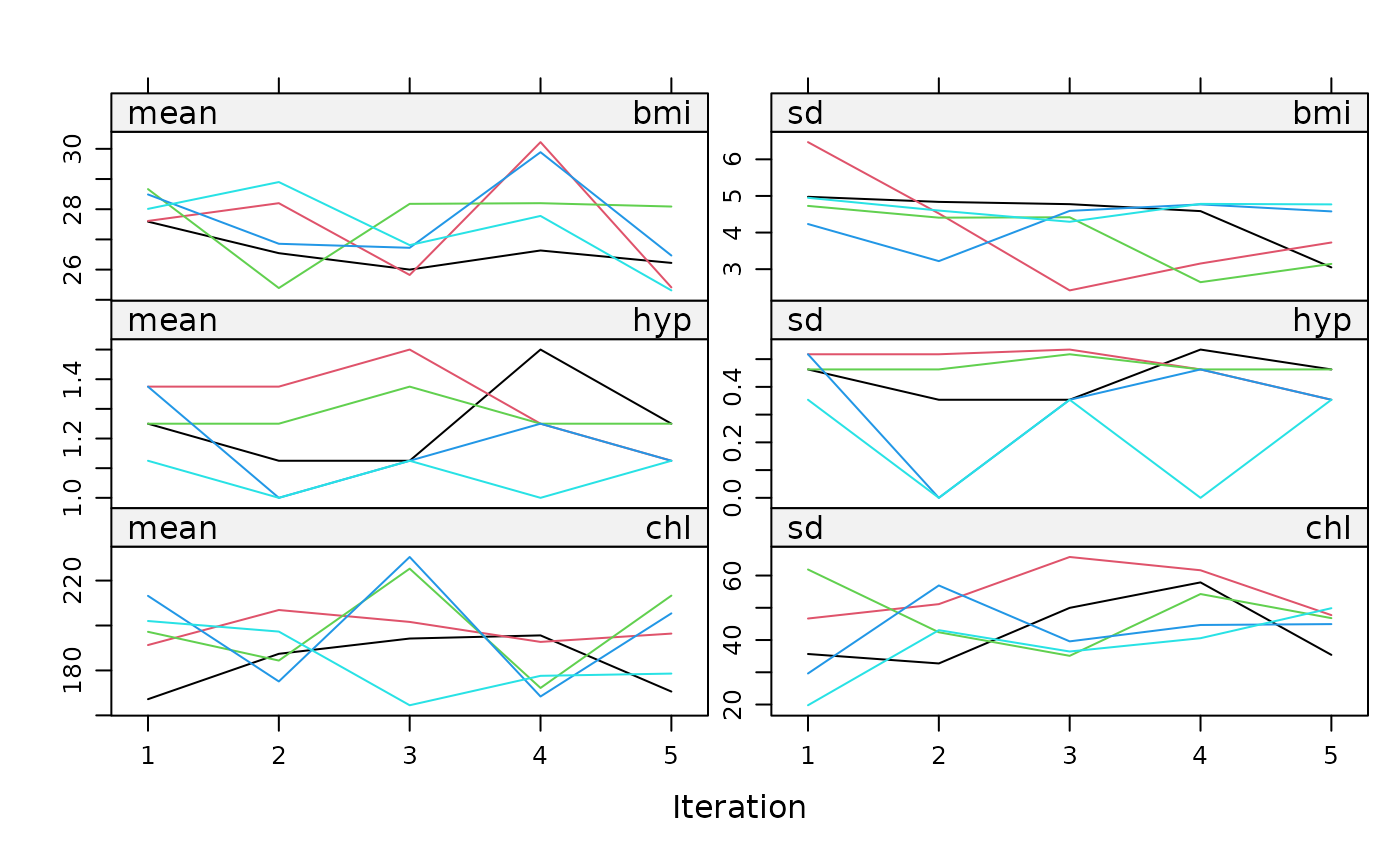 mean bmi sd bmi
30 28 26 6 5 4 3
mean hyp sd hyp
1.4 1.2 1.0 0.4 0.2 0.0
mean chl sd chl
220 180 60 40 20
1 2 3 4 5 1 2 3 4 5
Iteration